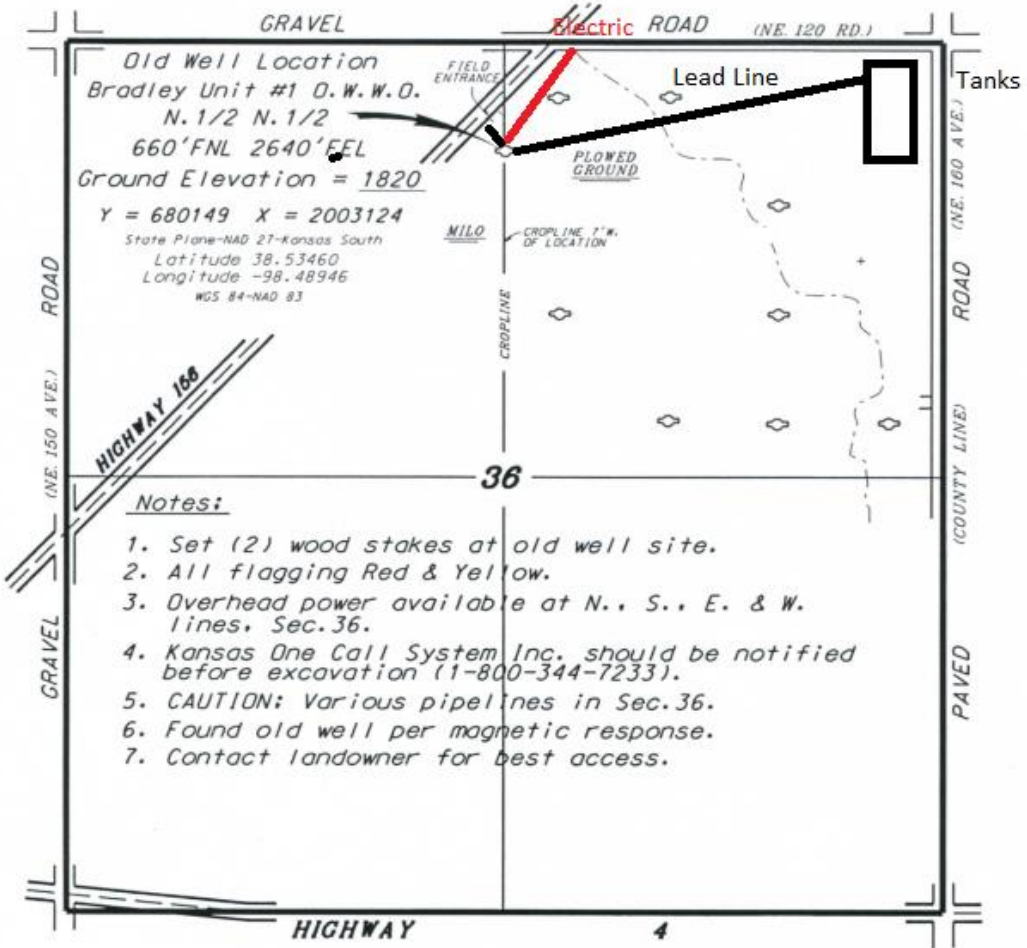 GRAVEL
Electric
ROAD
(NE. 120 RD.)
Old Well Location
Bradley Unit #1 O.W.W.O.
N.1/2 N.1/2
660'FNL 2640'FEL
Ground Elevation = 1820
Y = 680149 X = 2003124
State Plane-NAD 27-Kansas South
Latitude 38.53460
Longitude -98.48946
WGS 84-NAD 83
FIELD
ENTRANCE
Lead Line
Tanks
PLOWED
GROUND
MILO
CROPLINE 7'W.
OF LOCATION
CROPLINE
ROAD
(NE. 150 AVE.)
GRAVEL
HIGHWAY 156
(NE. 160 AVE.)
ROAD
(COUNTY LINE)
PAVED
36
Notes:
1. Set (2) wood stakes at old well site.
2. All flagging Red & Yellow.
3. Overhead power available at N., S., E. & W.
lines, Sec.36.
4. Kansas One Call System Inc. should be notified
before excavation (1-800-344-7233).
5. CAUTION: Various pipelines in Sec.36.
6. Found old well per magnetic response.
7. Contact landowner for best access.
HIGHWAY 4